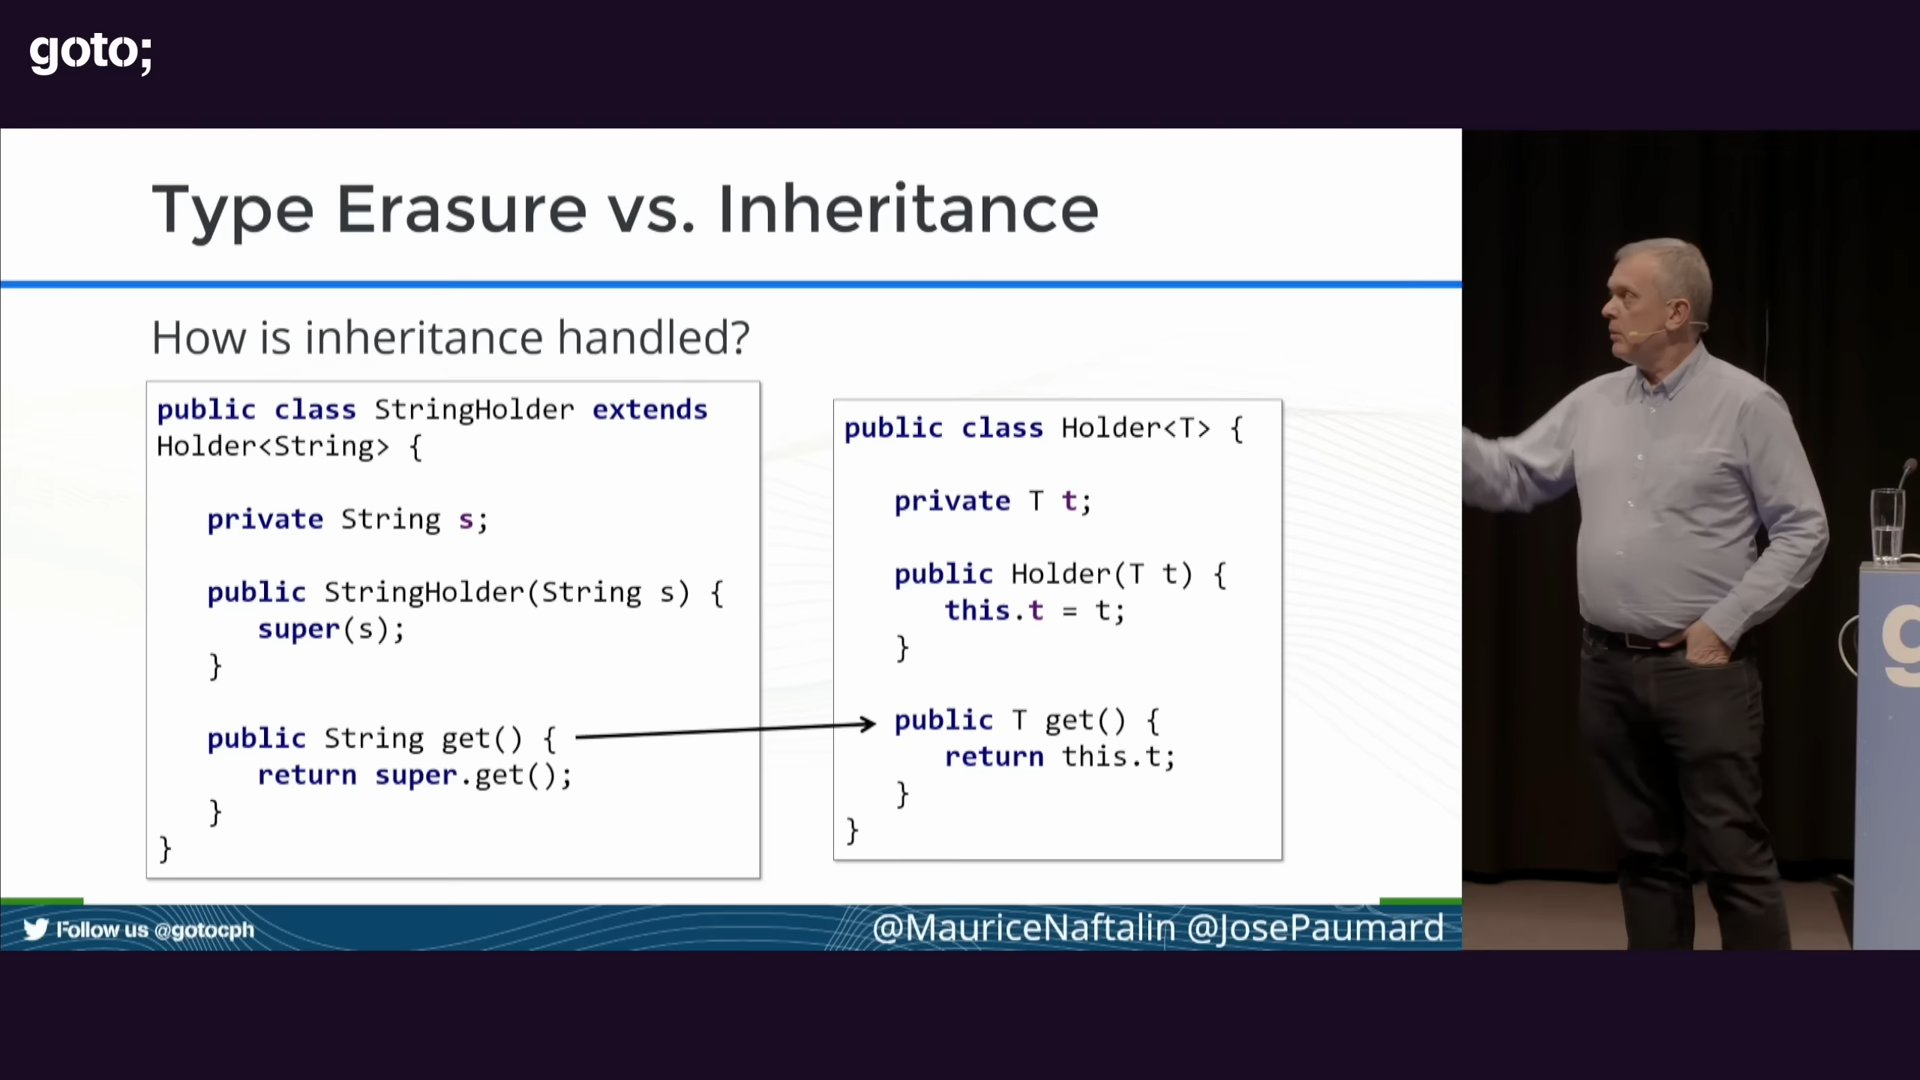 goto;
Type Erasure vs. Inheritance
How is inheritance handled?
public class StringHolder extends
Holder<String> {
private String s;
public StringHolder(String s) {
super(s);
}
public String get() {
return super.get();
}
}
public class Holder<T> {
private T t;
public Holder(T t) {
this.t = t;
}
public T get() {
return this.t;
}
}
Follow us @gotocph
@MauriceNaftalin @JosePaumard
g